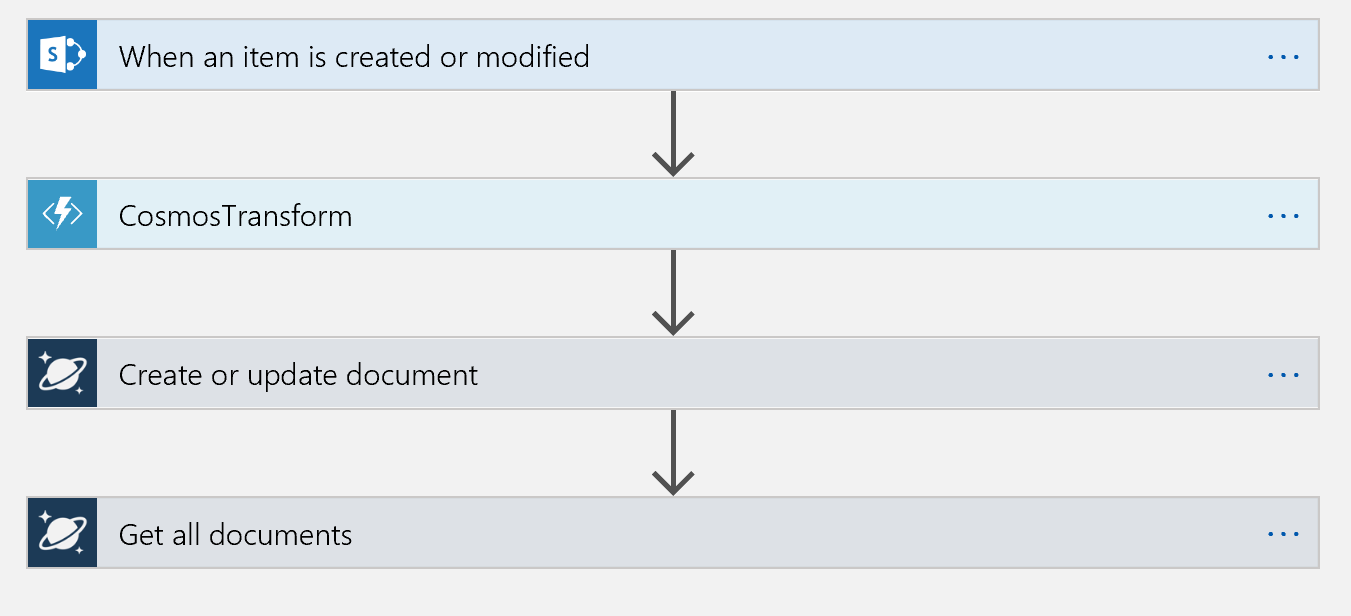 S
When an item is created or modified
...
CosmosTransform
...
Create or update document
...
Get all documents
...